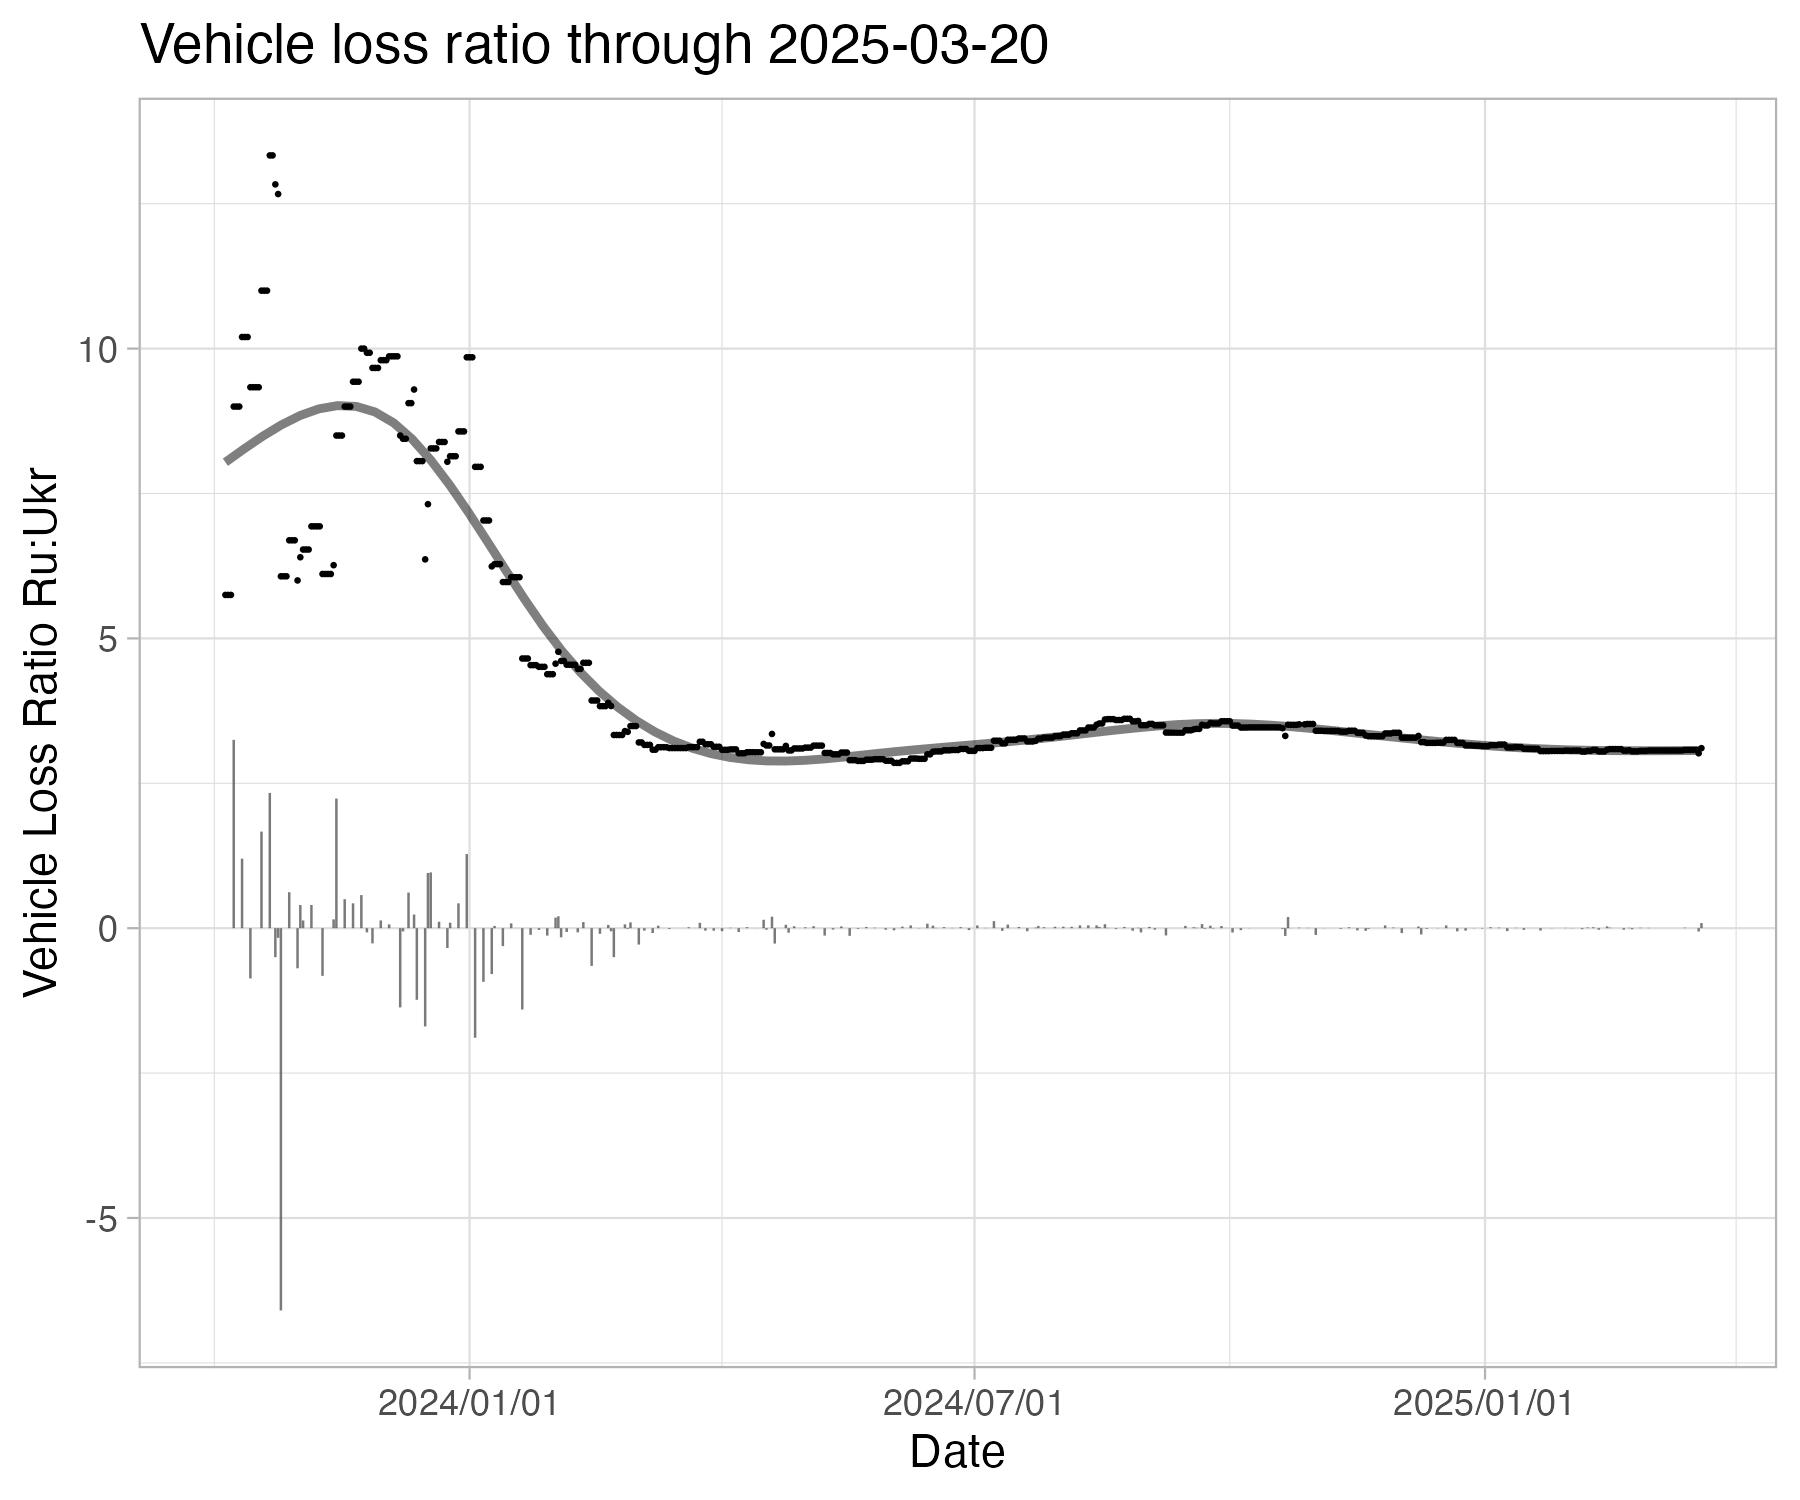 Vehicle loss ratio through 2025-03-20
Vehicle Loss Ratio Ru:Ukr
10
5
0
-5
2024/01/01
2024/07/01
2025/01/01
Date